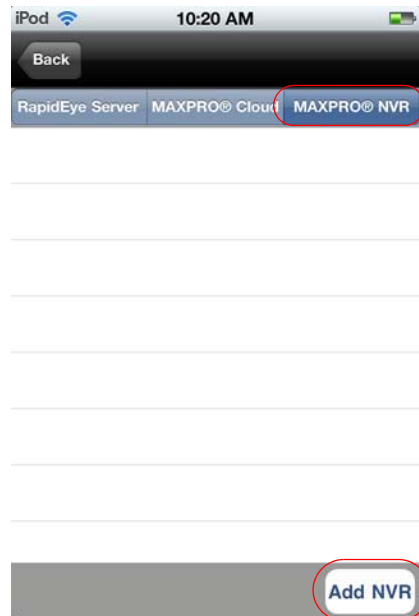 iPod 10:20 AM
Back
RapidEye Server MAXPRO® Cloud MAXPRO® NVR
Add NVR